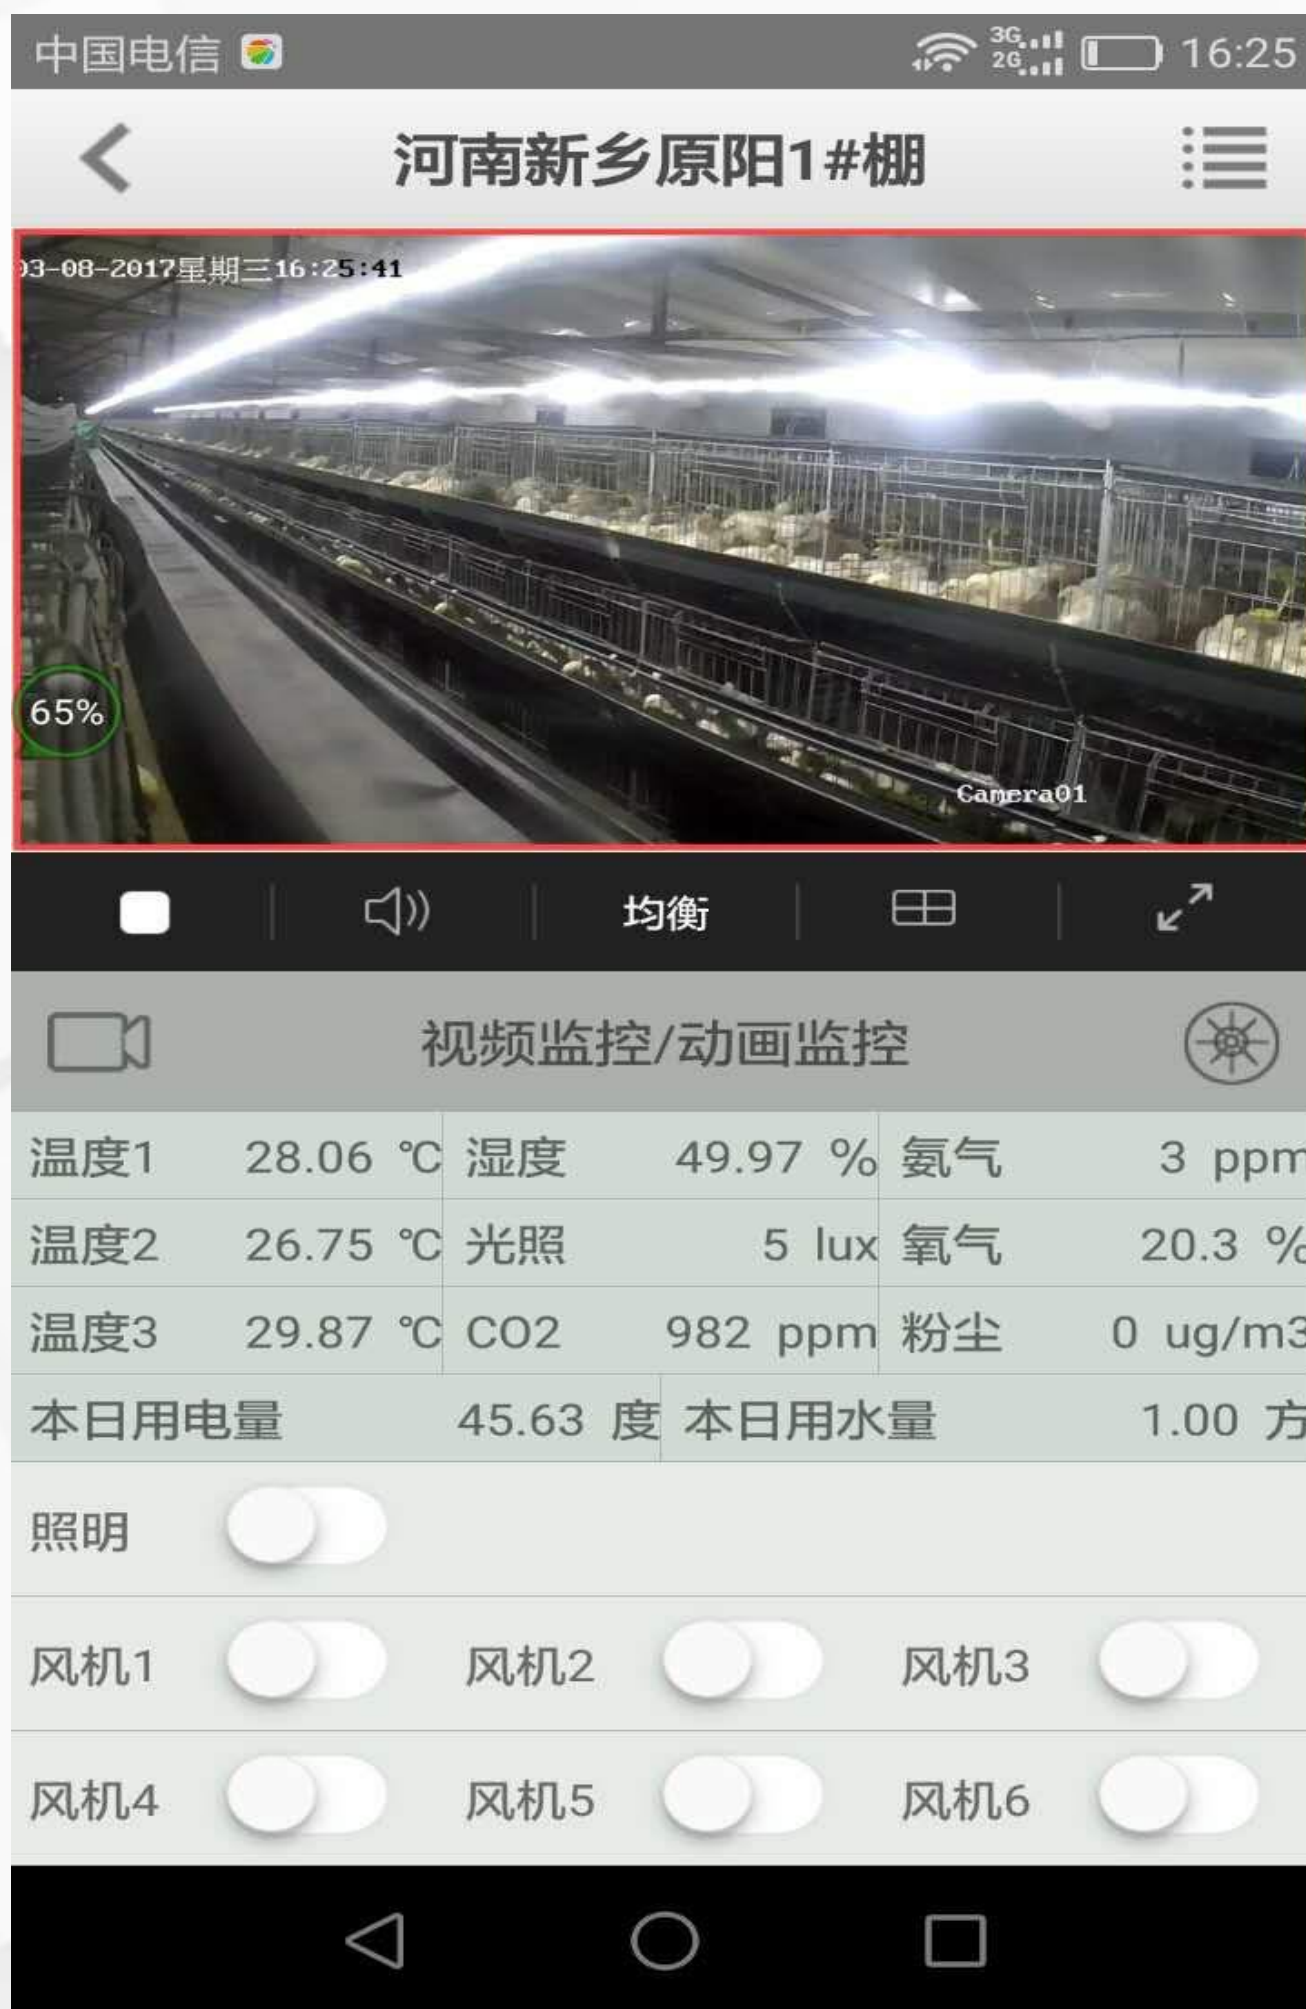 中国电信 3G 2G 16:25
河南新乡原阳1#棚
03-08-2017星期三16:25:41
65%
Camera01
均衡
视频监控/动画监控
温度1 28.06 ℃ 湿度 49.97 % 氨气 3 ppm
温度2 26.75 ℃ 光照 5 lux 氧气 20.3 %
温度3 29.87 ℃ CO2 982 ppm 粉尘 0 ug/m3
本日用电量 45.63 度 本日用水量 1.00 方
照明
风机1 风机2 风机3
风机4 风机5 风机6